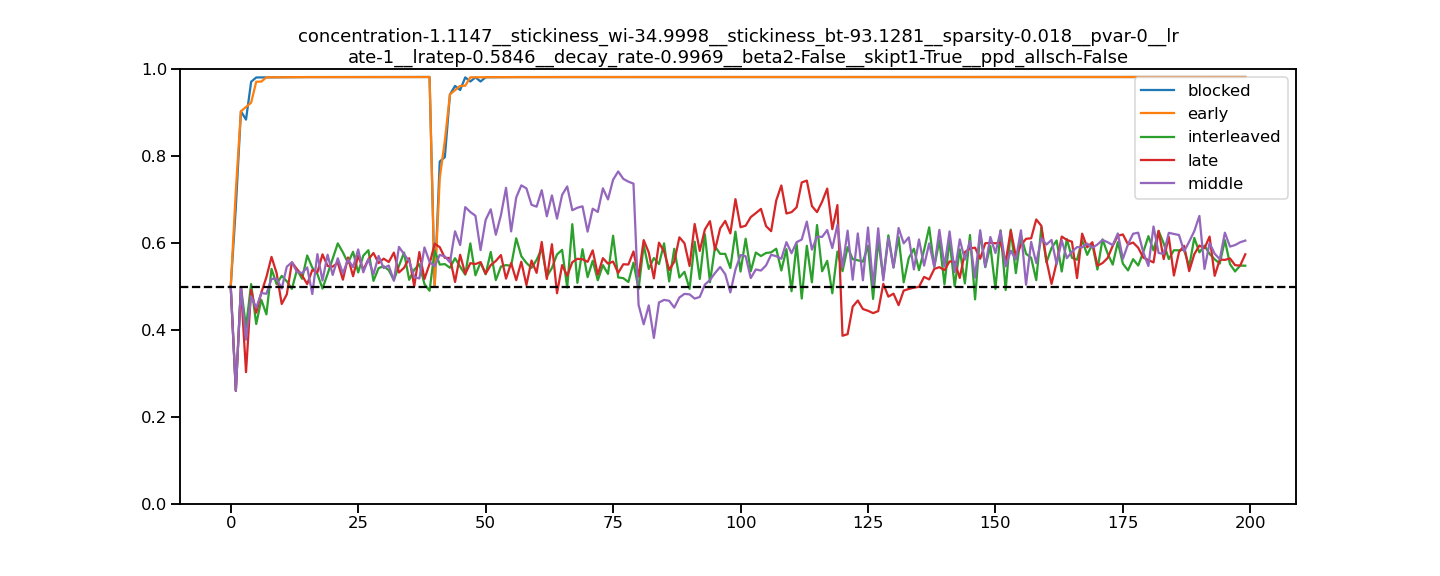 concentration-1.1147__stickiness_wi-34.9998__stickiness_bt-93.1281__sparsity-0.018__pvar-0__lr
ate-1__lratep-0.5846__decay_rate-0.9969__beta2-False__skipt1-True__ppd_allsch-False
1.0
0.8
0.6
0.4
0.2
0.0
blocked
early
interleaved
late
middle
0 25 50 75 100 125 150 175 200